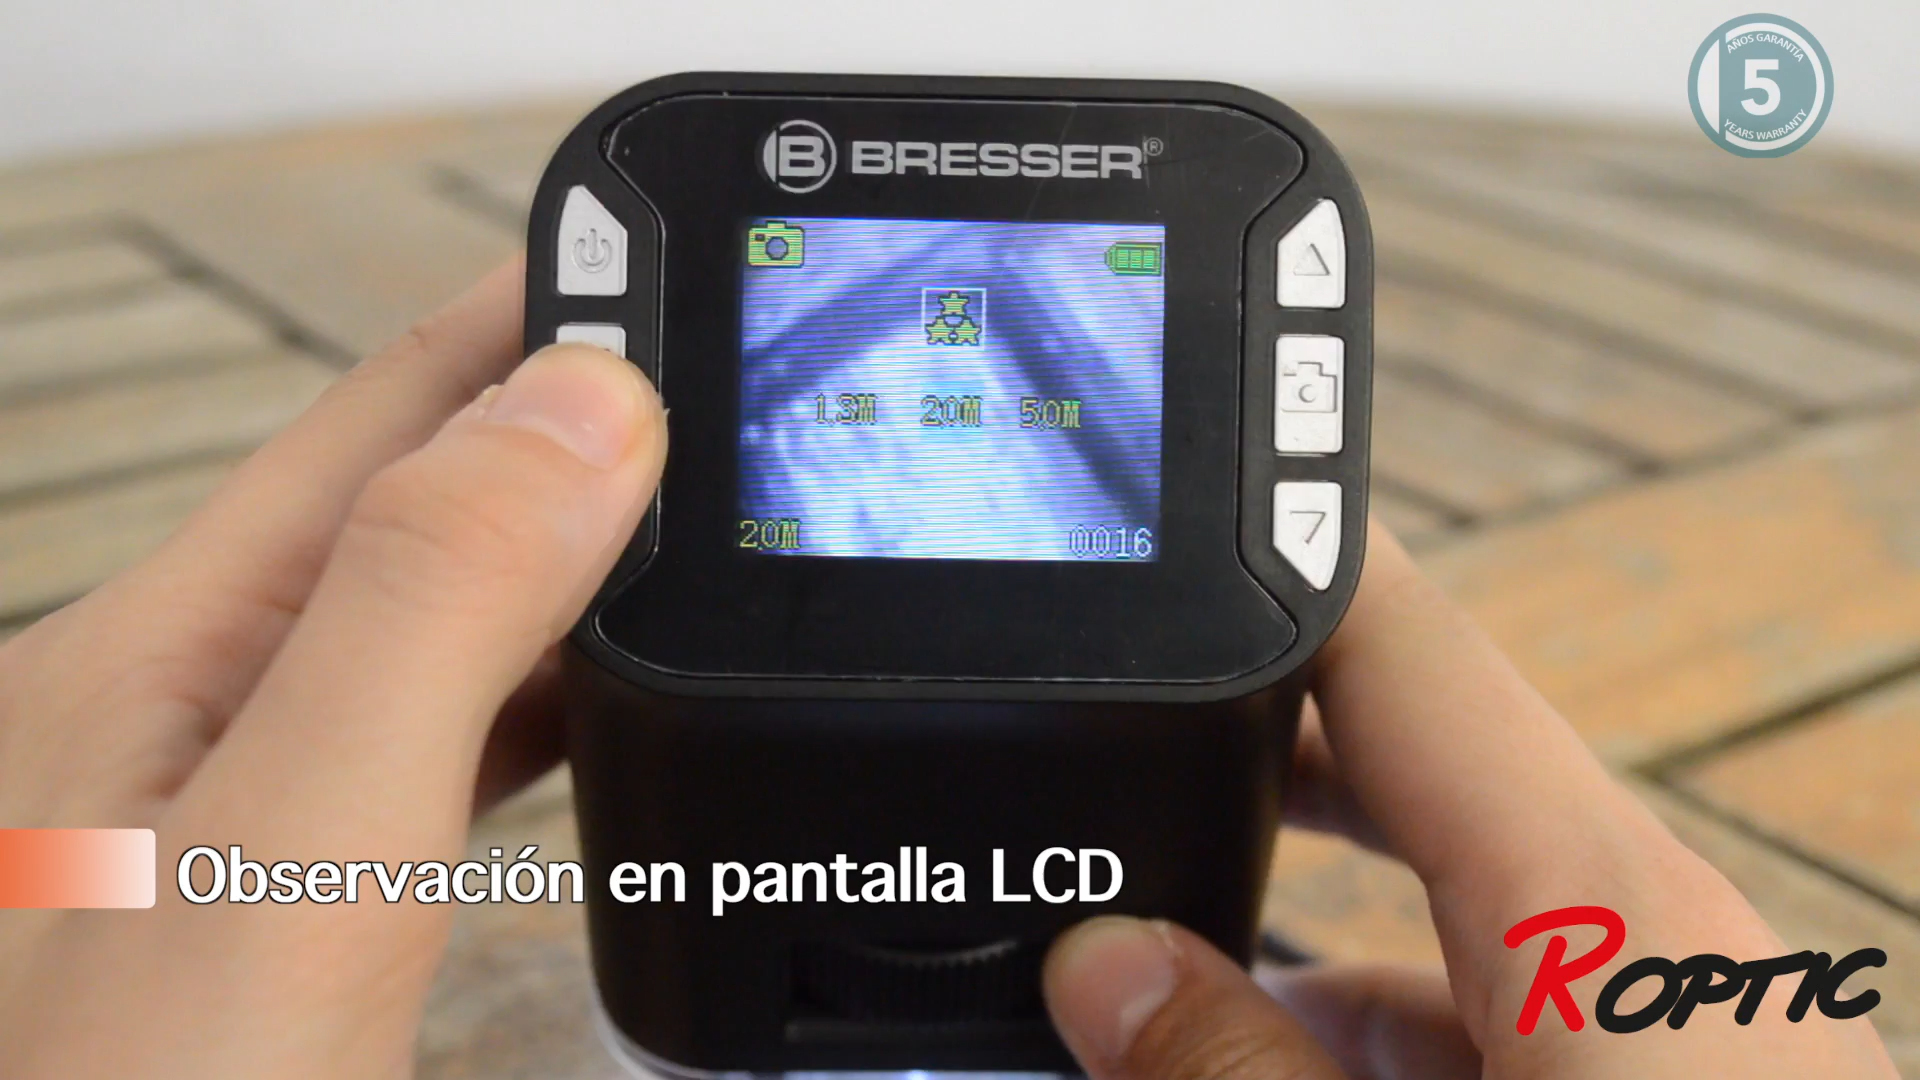 AÑOS GARANTÍA
5
YEARS WARRANTY
B BRESSER®
1.3M 2.0M 5.0M
2.0M 0016
Observación en pantalla LCD
ROPTIC